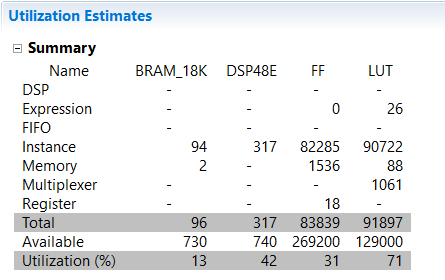 Utilization Estimates
Summary
Name BRAM_18K DSP48E FF LUT
DSP - - - -
Expression - - 0 26
FIFO - - - -
Instance 94 317 82285 90722
Memory 2 - 1536 88
Multiplexer - - - 1061
Register - - 18 -
Total 96 317 83839 91897
Available 730 740 269200 129000
Utilization (%) 13 42 31 71